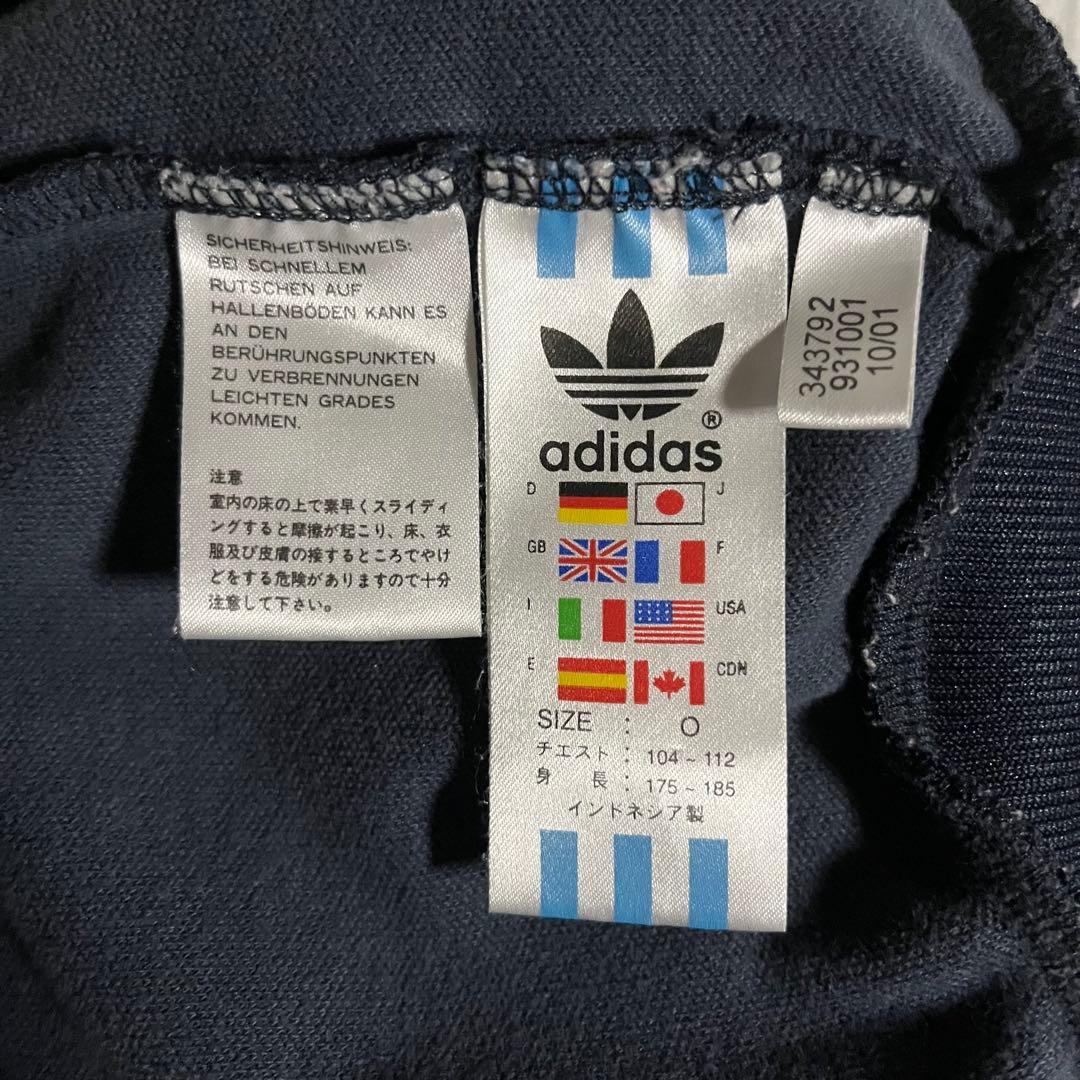 SICHERHEITSHINWEIS:
BEI SCHNELLEM
RUTSCHEN AUF
HALLENBÖDEN KANN ES
AN DEN
BERÜHRUNGSPUNKTEN
ZU VERBRENNUNGEN
LEICHTEN GRADES
KOMMEN.
注意
室内の床の上で素早くスライディ
ングすると摩擦が起こり、床、衣
服及び皮膚の接するところでやけ
どをする危険がありますので十分
注意して下さい。
®
adidas
D J
GB F
I USA
E CDN
SIZE : O
チェスト : 104 ~ 112
身 長 : 175 ~ 185
インドネシア製
343792
931001
10/01